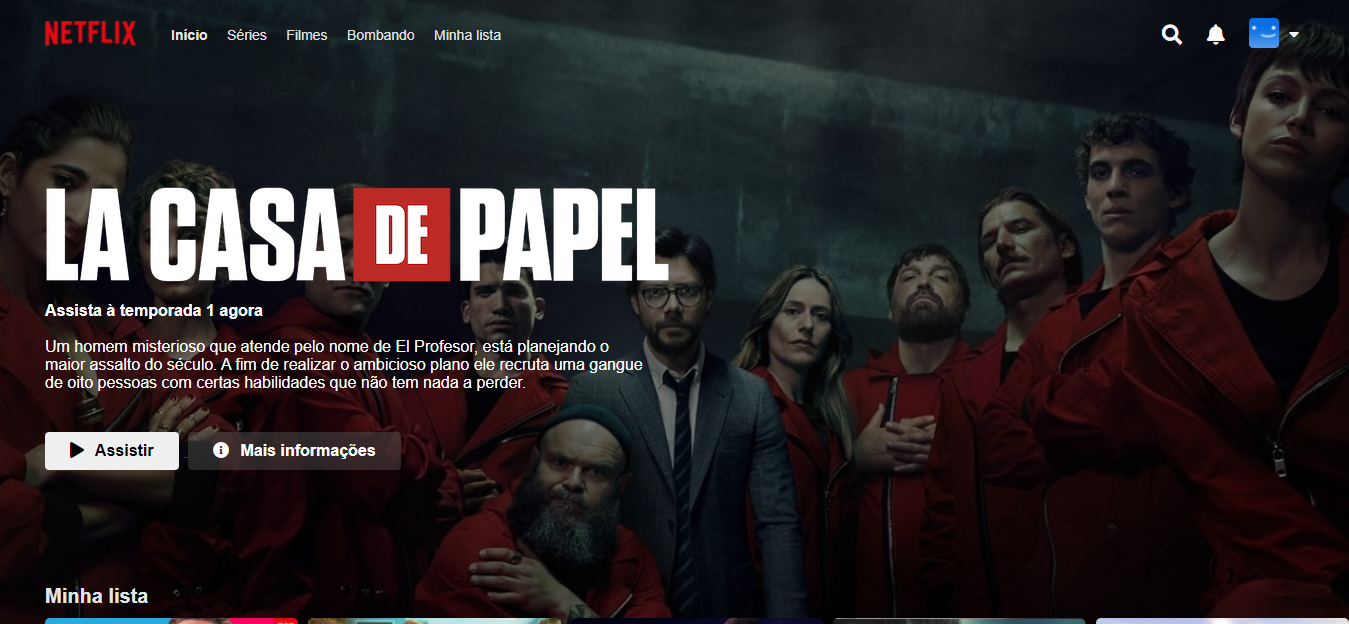 NETFLIX
Início
Séries
Filmes
Bombando
Minha lista
LA CASA DE PAPEL
Assista à temporada 1 agora
Um homem misterioso que atende pelo nome de El Profesor, está planejando o
maior assalto do século. A fim de realizar o ambicioso plano ele recruta uma gangue
de oito pessoas com certas habilidades que não tem nada a perder.
Assistir
Mais informações
Minha lista